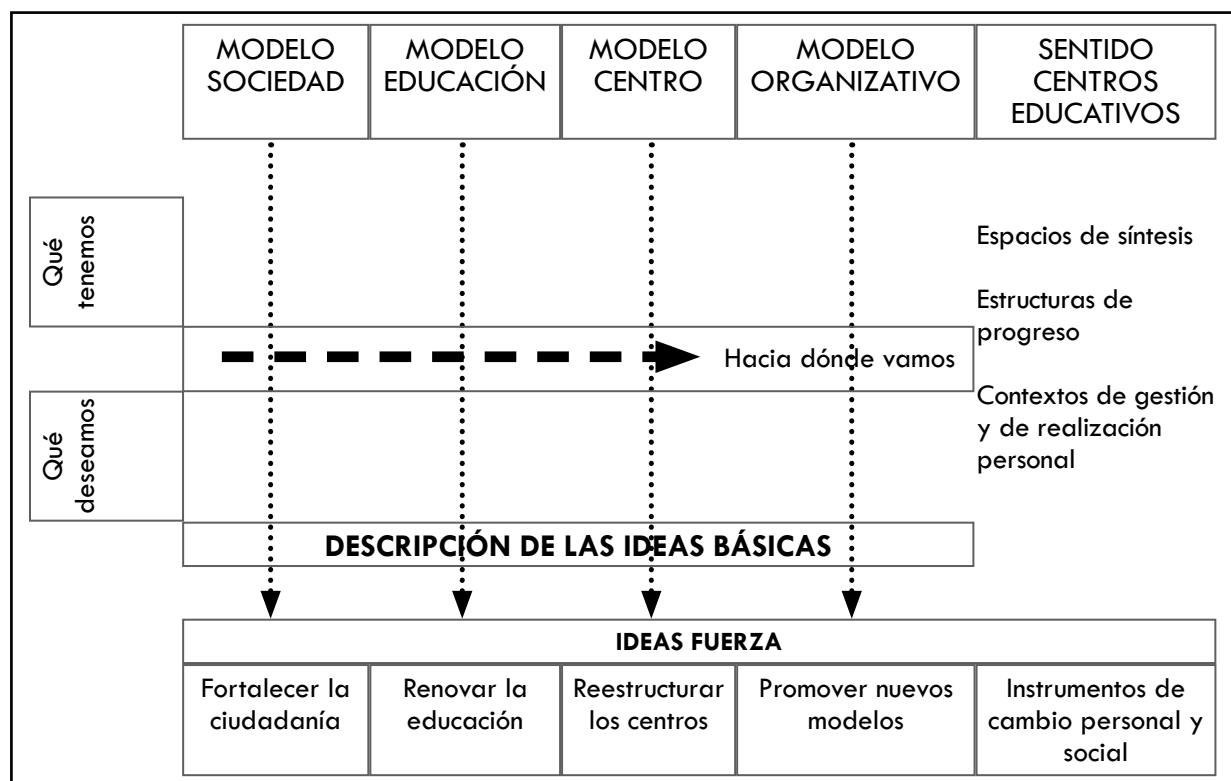 MODELO
SOCIEDAD
MODELO
EDUCACIÓN
MODELO
CENTRO
MODELO
ORGANIZATIVO
SENTIDO
CENTROS
EDUCATIVOS
Qué
tenemos
Espacios de síntesis
Estructuras de
progreso
Hacia dónde vamos
Qué
deseamos
Contextos de gestión
y de realización
personal
DESCRIPCIÓN DE LAS IDEAS BÁSICAS
IDEAS FUERZA
Fortalecer la
ciudadanía
Renovar la
educación
Reestructurar
los centros
Promover nuevos
modelos
Instrumentos de
cambio personal y
social